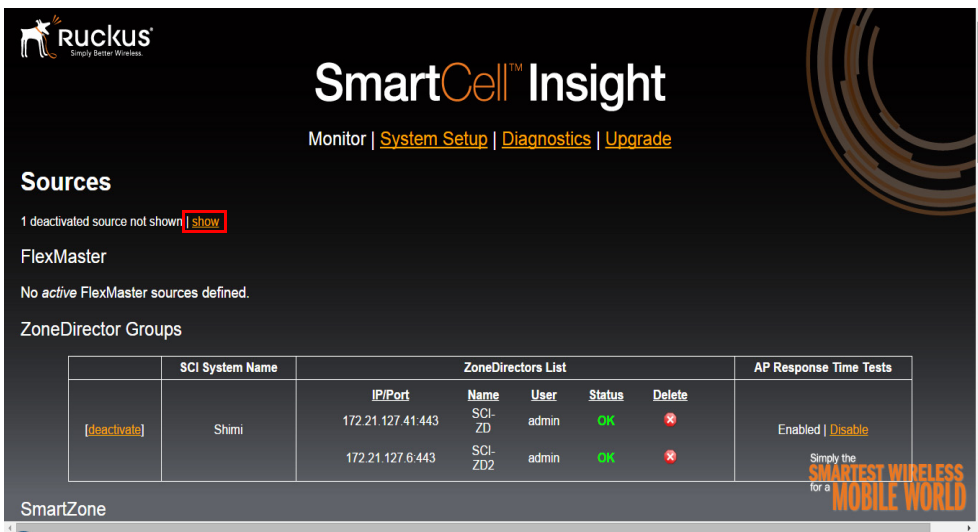 RUCKUS
Simply Better Wireless.
SmartCell™ Insight
Monitor | System Setup | Diagnostics | Upgrade
Sources
1 deactivated source not shown | show
FlexMaster
No active FlexMaster sources defined.
ZoneDirector Groups
SCI System Name ZoneDirectors List AP Response Time Tests
IP/Port Name User Status Delete
172.21.127.41:443 SCI-ZD admin OK
[deactivate] Shimi Enabled | Disable
172.21.127.6:443 SCI-ZD2 admin OK
Simply the
SMARTEST WIRELESS
for a MOBILE WORLD
SmartZone